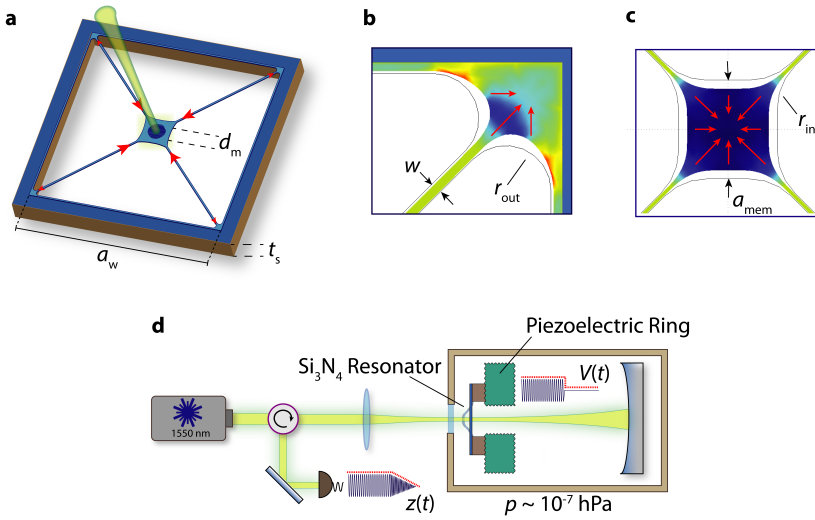 a
d_m
a_w
t_s
b
w
r_out
c
r_in
a_mem
d
Piezoelectric Ring
Si₃N₄ Resonator
V(t)
1550 nm
z(t)
p ~ 10⁻⁷ hPa